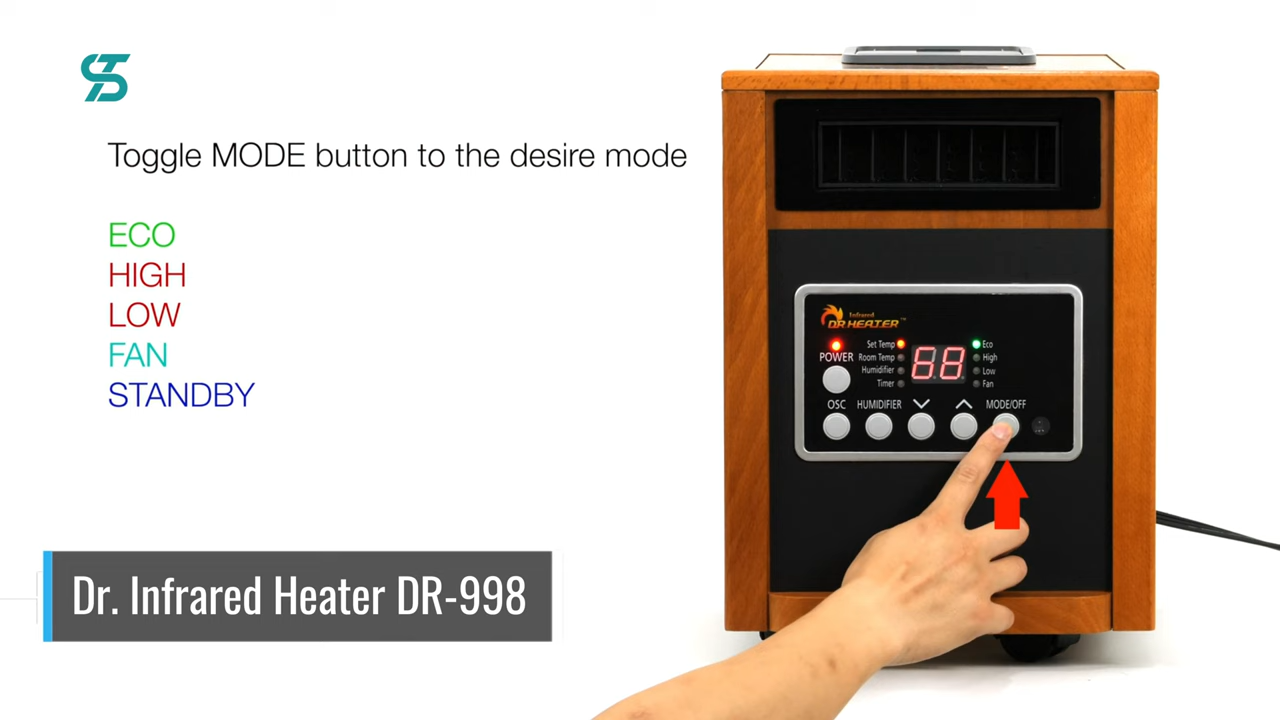 Toggle MODE button to the desire mode
ECO
HIGH
LOW
FAN
STANDBY
Dr. Infrared Heater DR-998
Infrared
DR HEATER™
POWER
Set Temp
Room Temp
Humidifier
Timer
88
Eco
High
Low
Fan
OSC
HUMIDIFIER
MODE/OFF